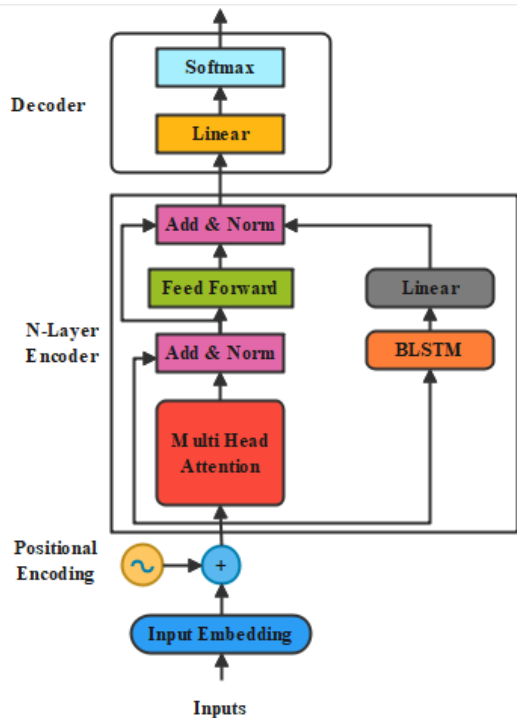 Softmax
Decoder
Linear
Add & Norm
Feed Forward
Linear
N-Layer
Encoder
Add & Norm
BLSTM
Multi Head
Attention
Positional
Encoding
+
Input Embedding
Inputs